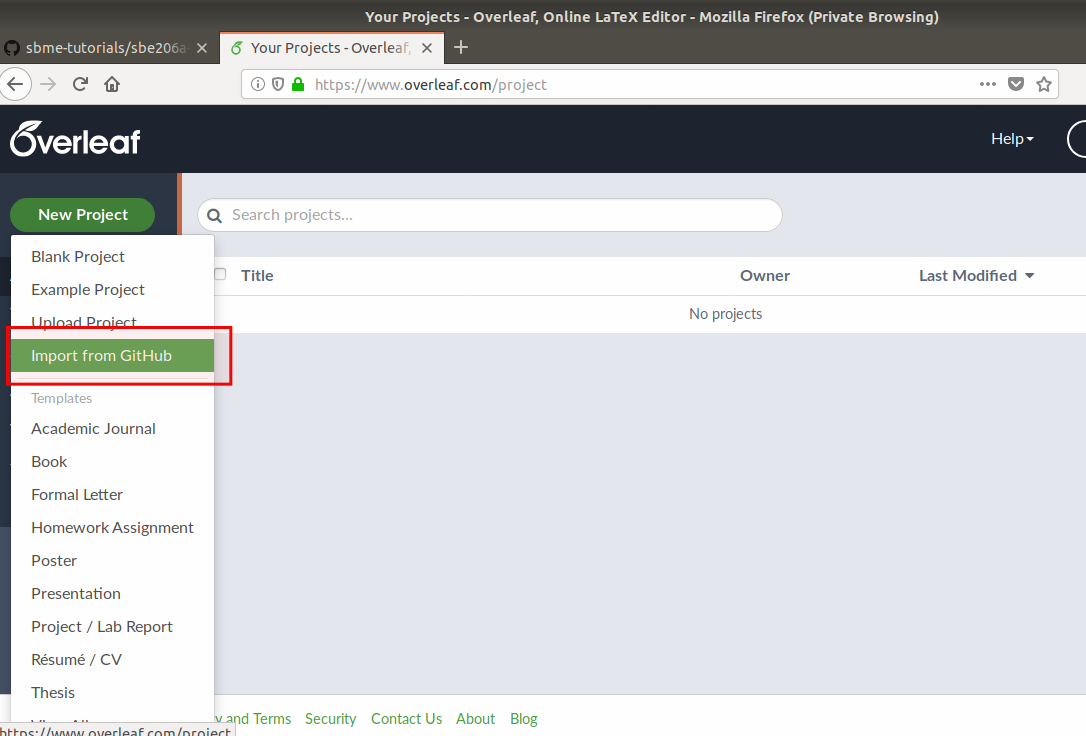 Your Projects - Overleaf, Online LaTeX Editor - Mozilla Firefox (Private Browsing)
sbme-tutorials/sbe206a
Your Projects - Overleaf,
https://www.overleaf.com/project
Overleaf
Help
New Project
Search projects...
Blank Project
Example Project
Upload Project
Import from GitHub
Templates
Academic Journal
Book
Formal Letter
Homework Assignment
Poster
Presentation
Project / Lab Report
Résumé / CV
Thesis
View All
Title Owner Last Modified
No projects
y and Terms Security Contact Us About Blog
https://www.overleaf.com/project